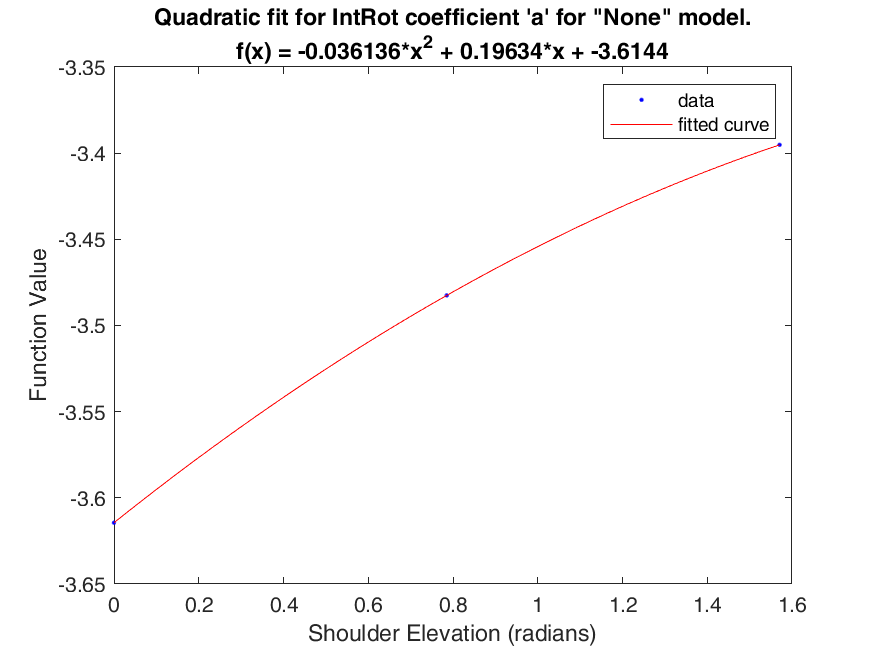 Quadratic fit for IntRot coefficient 'a' for "None" model.
f(x) = -0.036136*x² + 0.19634*x + -3.6144
-3.35
data
fitted curve
-3.4
-3.45
-3.5
-3.55
-3.6
-3.65
Function Value
0
0.2
0.4
0.6
0.8
1
1.2
1.4
1.6
Shoulder Elevation (radians)